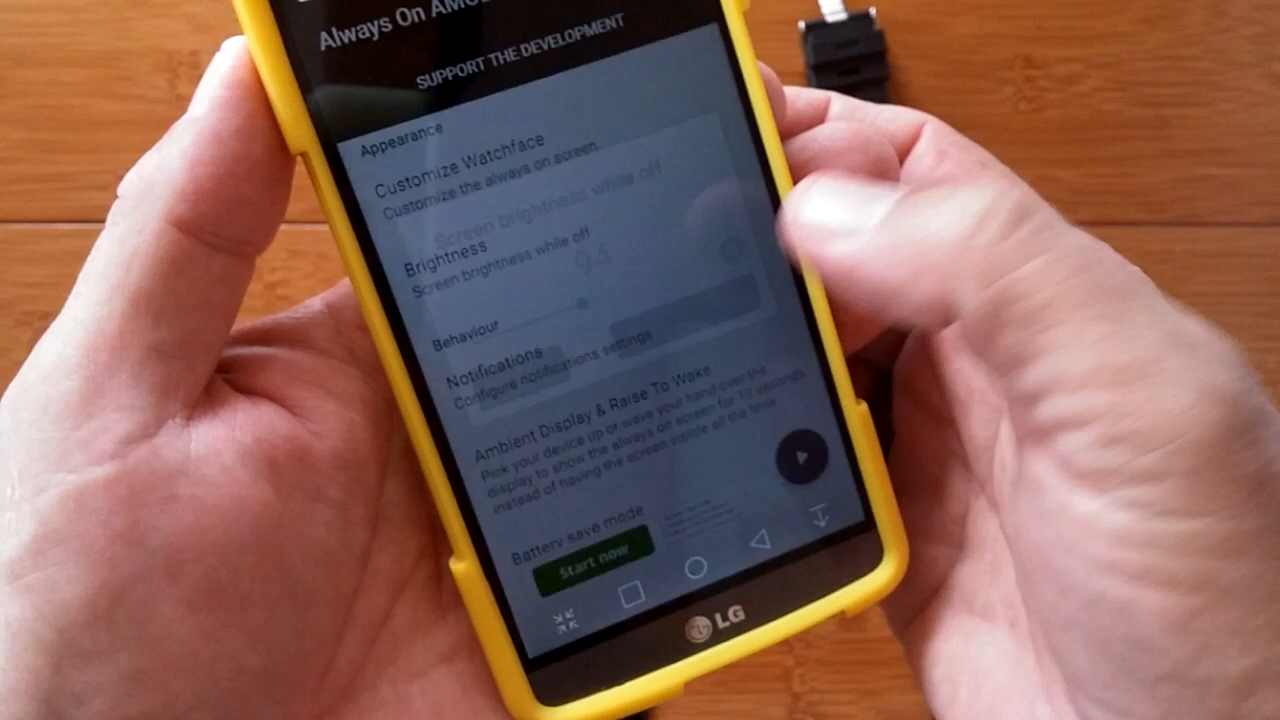 Always On
SUPPORT THE DEVELOPMENT
Appearance
Customize Watchface
Customize the always on screen
Screen brightness while off
Brightness
Screen brightness while off
94
Behaviour
Notifications
Configure notifications settings
Ambient Display & Raise To Wake
Pick your device up or wave your hand over the
display to show the always on screen for 10 seconds
instead of having the screen visible all the time
Battery save mode
Start now
LG